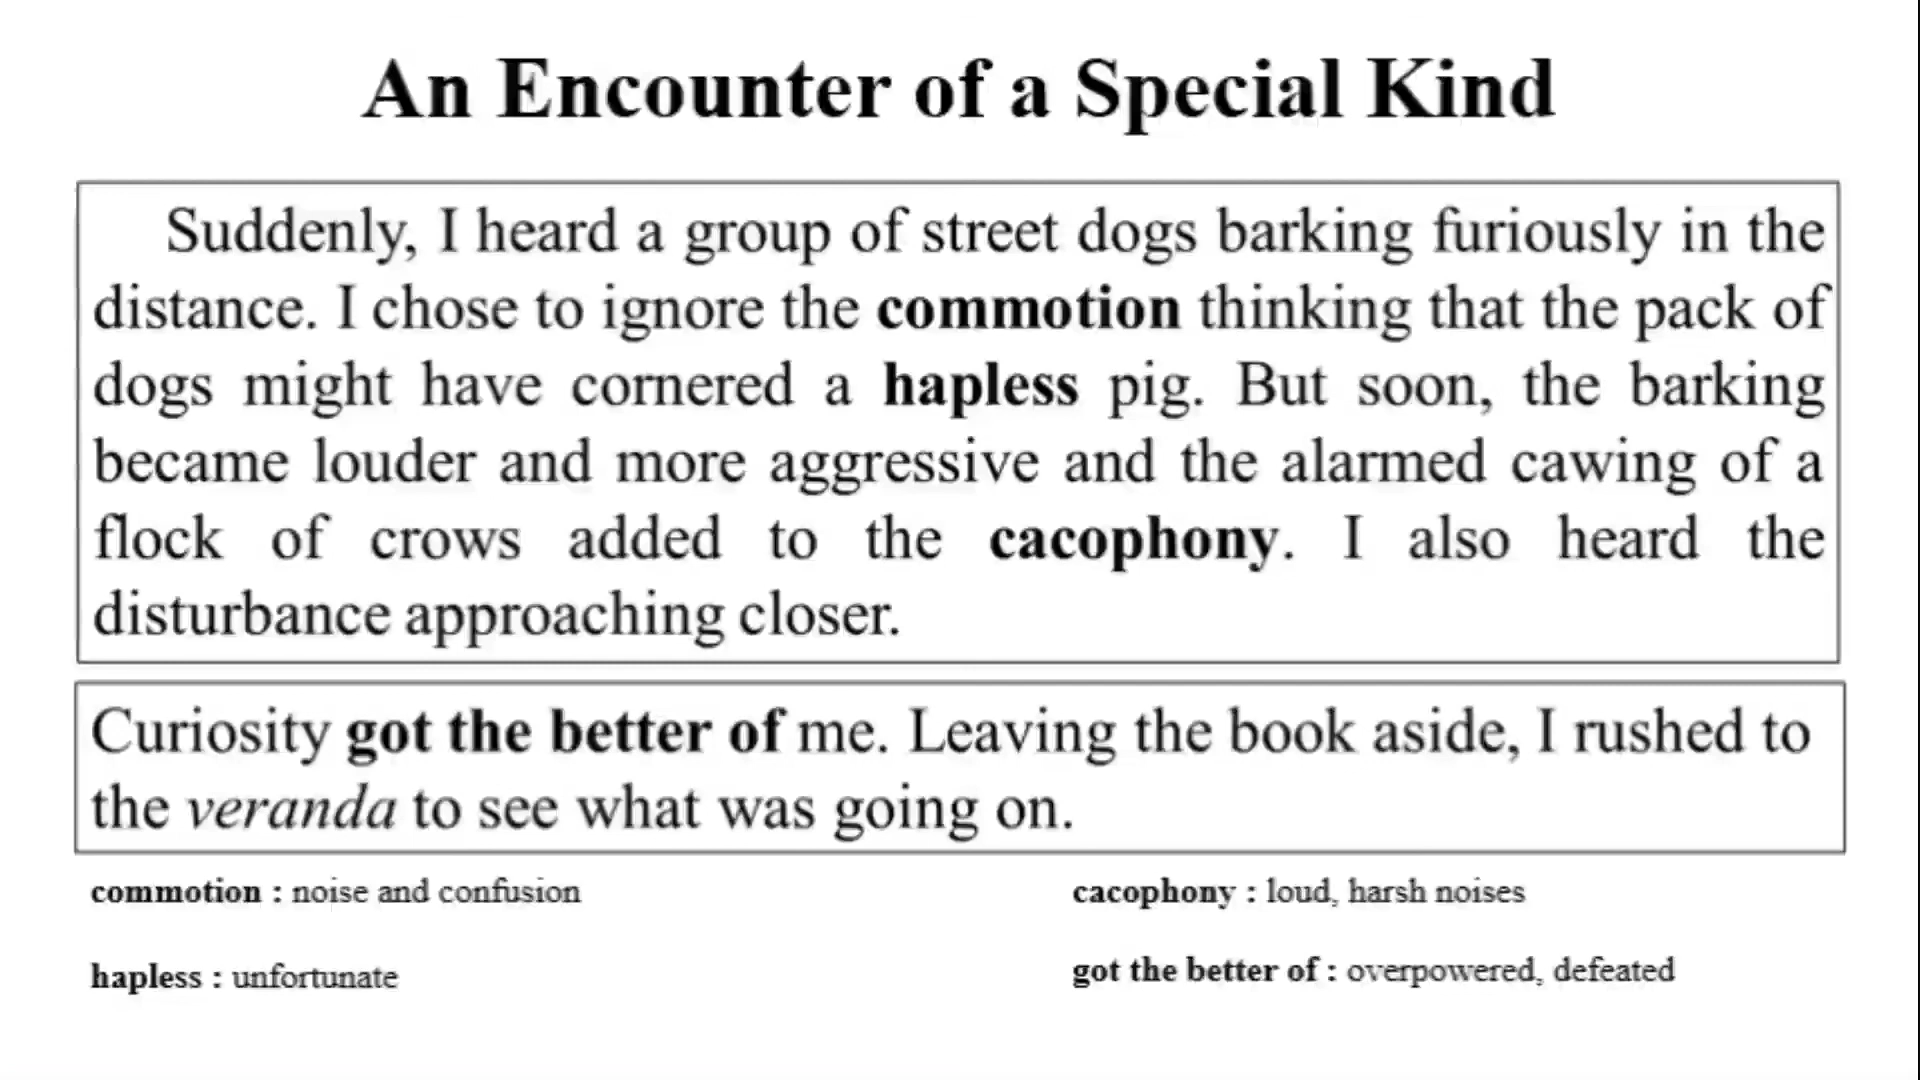 An Encounter of a Special Kind
Suddenly, I heard a group of street dogs barking furiously in the
distance. I chose to ignore the commotion thinking that the pack of
dogs might have cornered a hapless pig. But soon, the barking
became louder and more aggressive and the alarmed cawing of a
flock of crows added to the cacophony. I also heard the
disturbance approaching closer.
Curiosity got the better of me. Leaving the book aside, I rushed to
the veranda to see what was going on.
commotion : noise and confusion
cacophony : loud, harsh noises
hapless : unfortunate
got the better of : overpowered, defeated